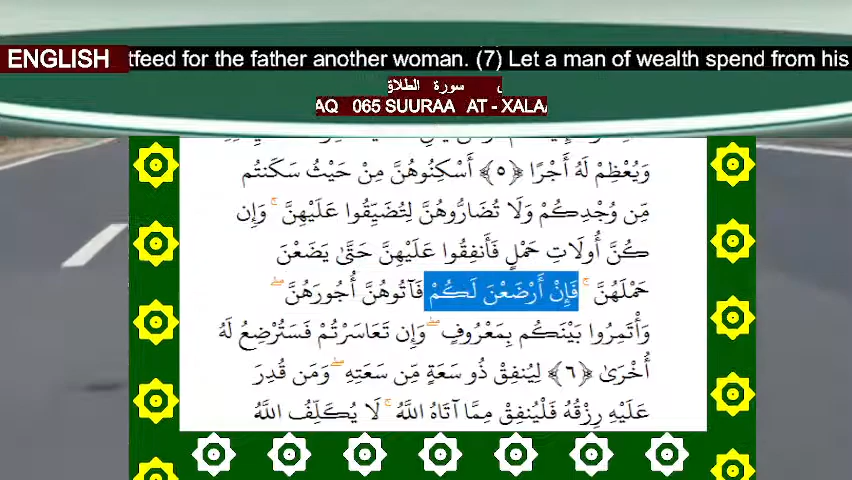 ENGLISH tfeed for the father another woman. (7) Let a man of wealth spend from his
سورة الطلاق
AQ 065 SUURAA AT - XALAA
وَيُعْظِمْ لَهُ أَجْرًا ﴿٥﴾ أَسْكِنُوهُنَّ مِنْ حَيْثُ سَكَنتُم
مِّن وُجْدِكُمْ وَلَا تُضَارُّوهُنَّ لِتُضَيِّقُوا عَلَيْهِنَّ ۚ وَإِن
كُنَّ أُولَاتِ حَمْلٍ فَأَنفِقُوا عَلَيْهِنَّ حَتَّىٰ يَضَعْنَ
حَمْلَهُنَّ ۚ فَإِنْ أَرْضَعْنَ لَكُمْ فَآتُوهُنَّ أُجُورَهُنَّ ۖ
وَأْتَمِرُوا بَيْنَكُم بِمَعْرُوفٍ ۖ وَإِن تَعَاسَرْتُمْ فَسَتُرْضِعُ لَهُ
أُخْرَىٰ ﴿٦﴾ لِيُنفِقْ ذُو سَعَةٍ مِّن سَعَتِهِ ۖ وَمَن قُدِرَ
عَلَيْهِ رِزْقُهُ فَلْيُنفِقْ مِمَّا آتَاهُ اللَّهُ ۚ لَا يُكَلِّفُ اللَّهُ